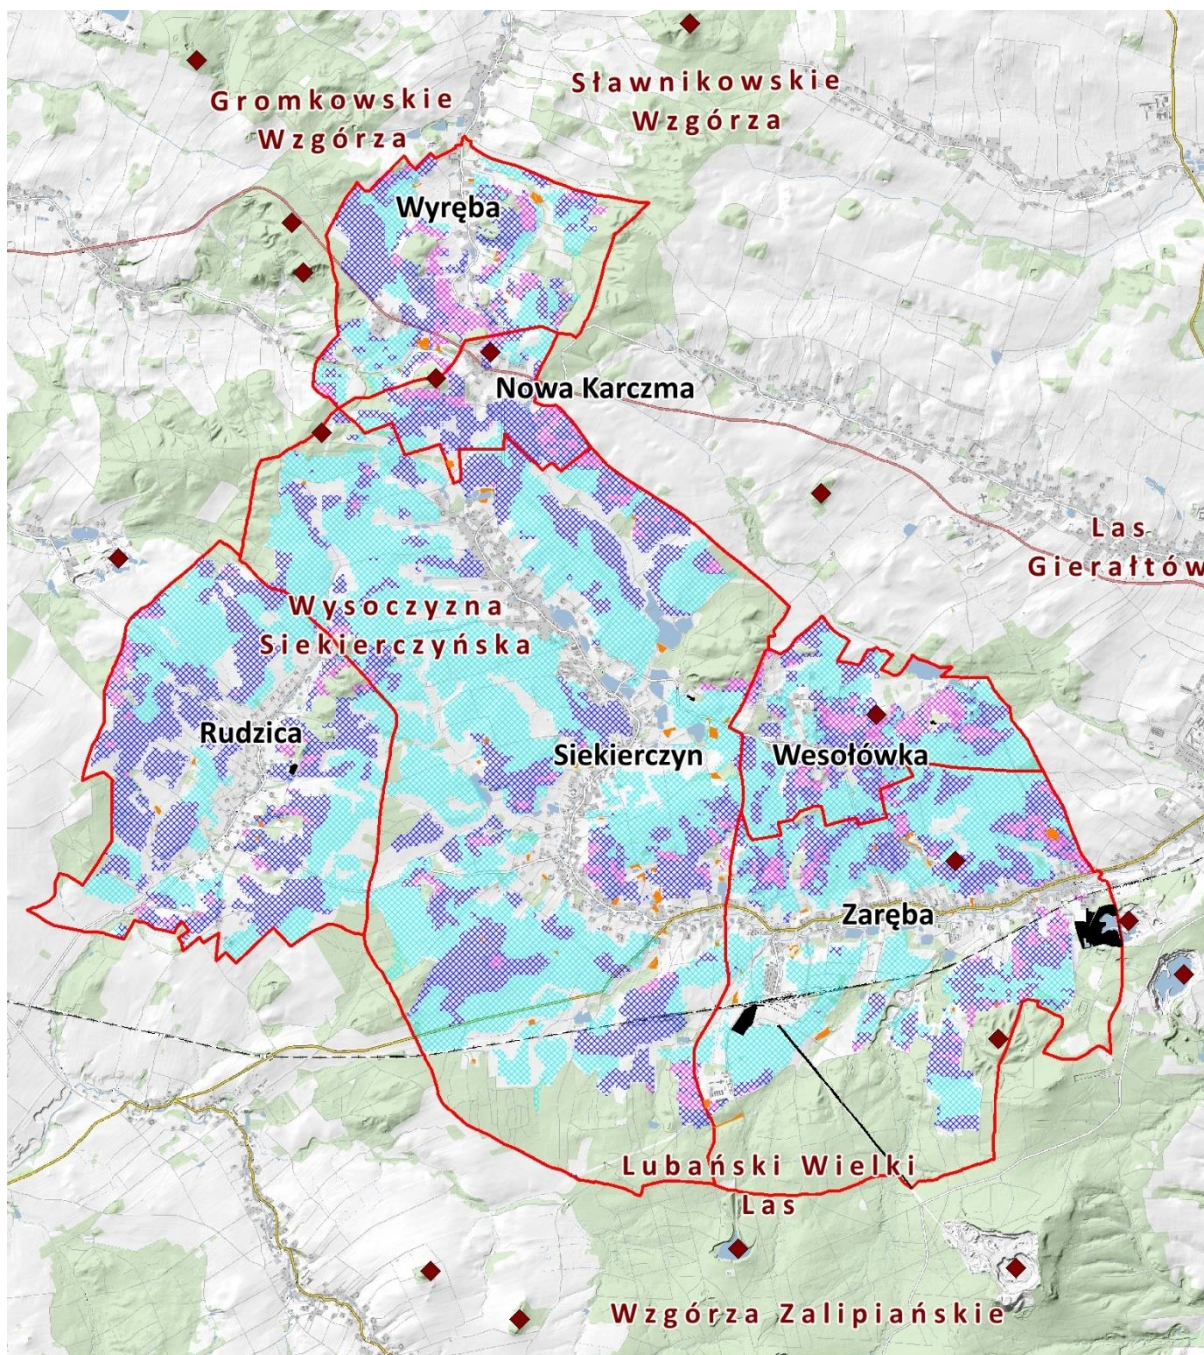 Sławnikowskie
Wzgórza
Gromkowskie
Wzgórza
Wyręba
Nowa Karczma
Las
Gierałtów
Wysoczyzna
Siekierczyńska
Rudzica
Siekierczyn
Wesołówka
Zaręba
Lubański Wielki
Las
Wzgórza Zalipiańskie